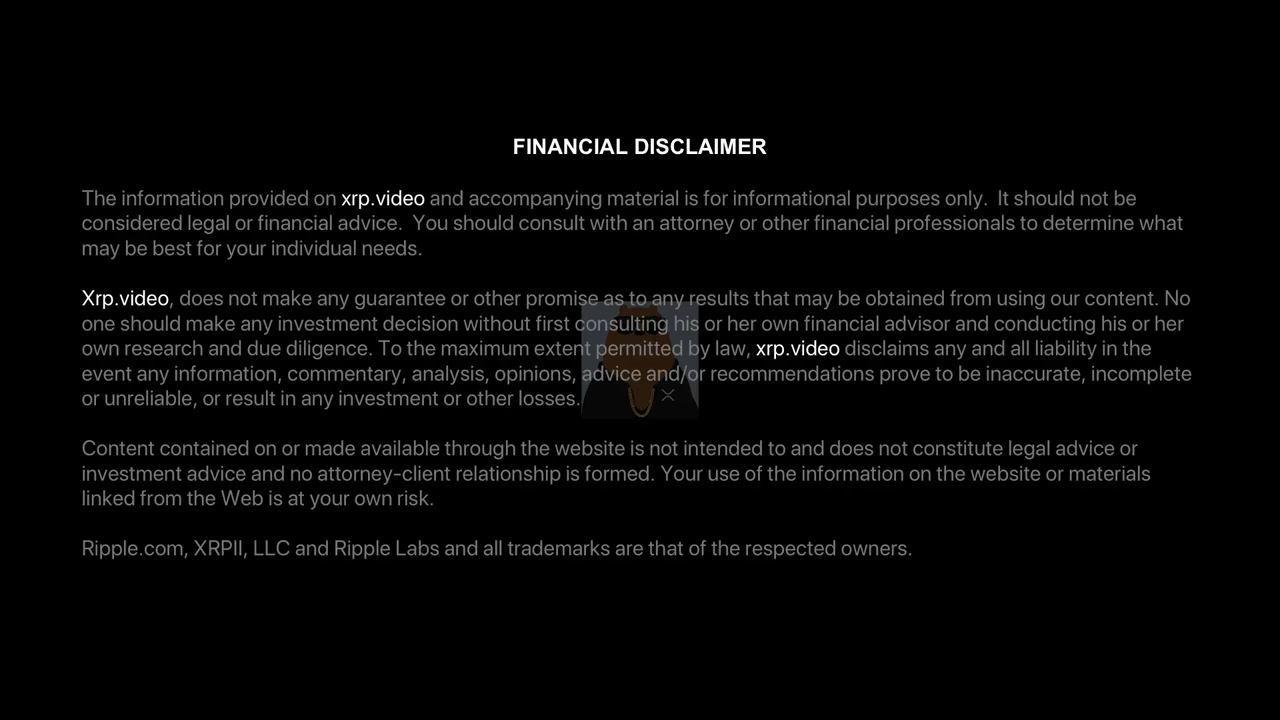 FINANCIAL DISCLAIMER
The information provided on xrp.video and accompanying material is for informational purposes only.  It should not be
considered legal or financial advice.  You should consult with an attorney or other financial professionals to determine what
may be best for your individual needs.
Xrp.video, does not make any guarantee or other promise as to any results that may be obtained from using our content. No
one should make any investment decision without first consulting his or her own financial advisor and conducting his or her
own research and due diligence. To the maximum extent permitted by law, xrp.video disclaims any and all liability in the
event any information, commentary, analysis, opinions, advice and/or recommendations prove to be inaccurate, incomplete
or unreliable, or result in any investment or other losses.
Content contained on or made available through the website is not intended to and does not constitute legal advice or
investment advice and no attorney-client relationship is formed. Your use of the information on the website or materials
linked from the Web is at your own risk.
Ripple.com, XRPII, LLC and Ripple Labs and all trademarks are that of the respected owners.